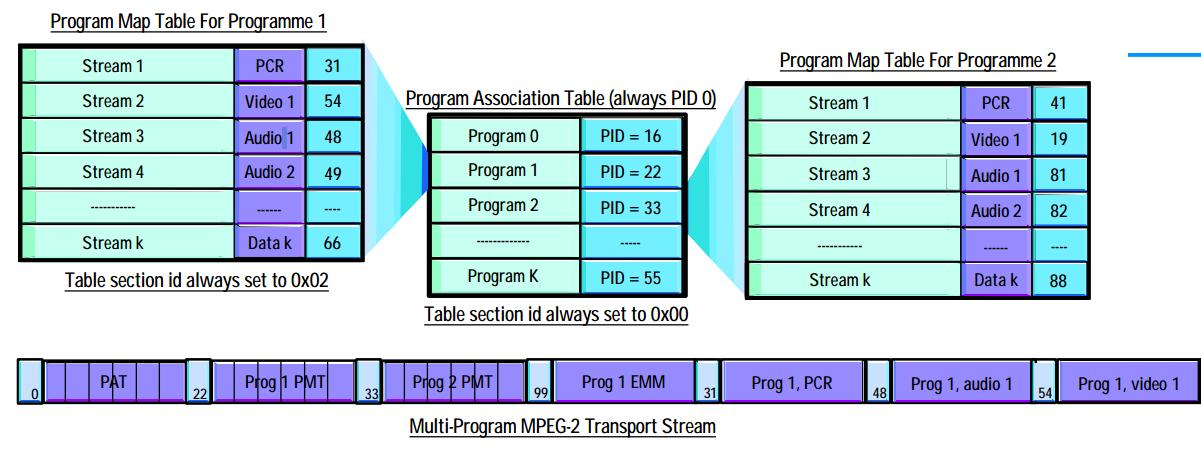 Program Map Table For Programme 1
Stream 1 PCR 31
Stream 2 Video 1 54
Stream 3 Audio 1 48
Stream 4 Audio 2 49
----------- ------ ----
Stream k Data k 66
Table section id always set to 0x02
Program Association Table (always PID 0)
Program 0 PID = 16
Program 1 PID = 22
Program 2 PID = 33
------------- -----
Program K PID = 55
Table section id always set to 0x00
Program Map Table For Programme 2
Stream 1 PCR 41
Stream 2 Video 1 19
Stream 3 Audio 1 81
Stream 4 Audio 2 82
----------- ------ ----
Stream k Data k 88
0 PAT 22 Prog 1 PMT 33 Prog 2 PMT 99 Prog 1 EMM 31 Prog 1, PCR 48 Prog 1, audio 1 54 Prog 1, video 1
Multi-Program MPEG-2 Transport Stream